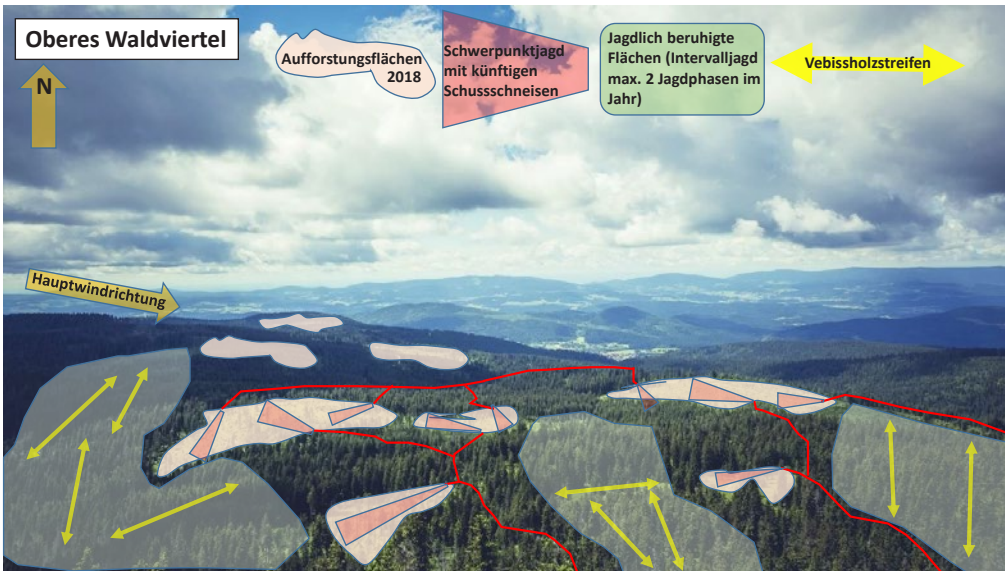 Oberes Waldviertel
N
Aufforstungsflächen
2018
Schwerpunktjagd
mit künftigen
Schussschneisen
Jagdlich beruhigte
Flächen (Intervalljagd
max. 2 Jagdphasen im
Jahr)
Vebissholzstreifen
Hauptwindrichtung